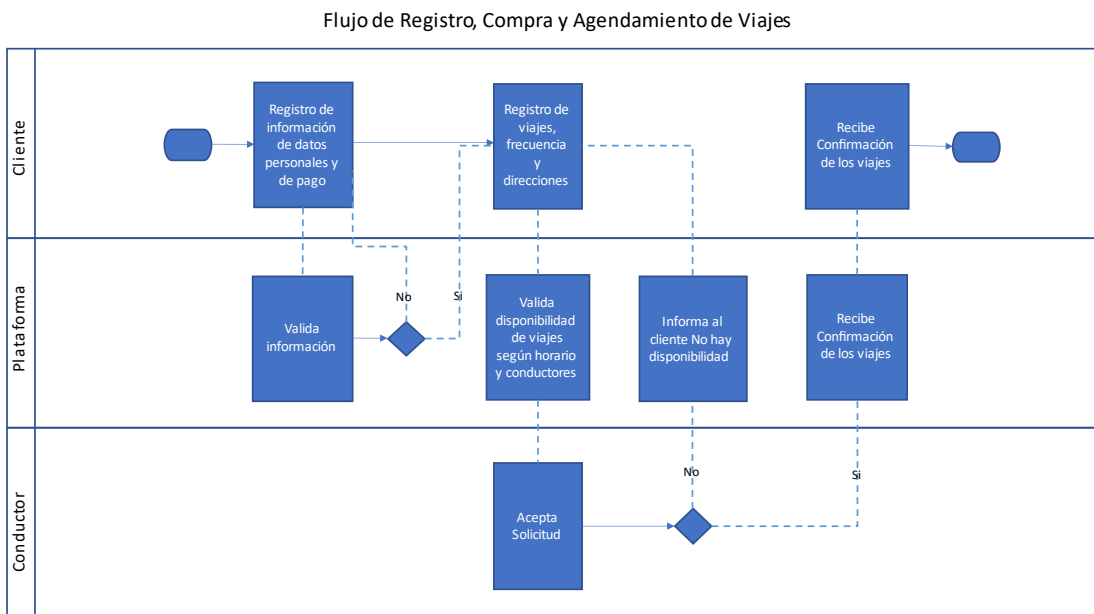 Flujo de Registro, Compra y Agendamiento de Viajes
Cliente
Registro de
información
de datos
personales y
de pago
Registro de
viajes,
frecuencia
y
direcciones
Recibe
Confirmación
de los viajes
Plataforma
Valida
información
No
Si
Valida
disponibilidad
de viajes
según horario
y conductores
Informa al
cliente No hay
disponibilidad
Recibe
Confirmación
de los viajes
Conductor
Acepta
Solicitud
No
Si